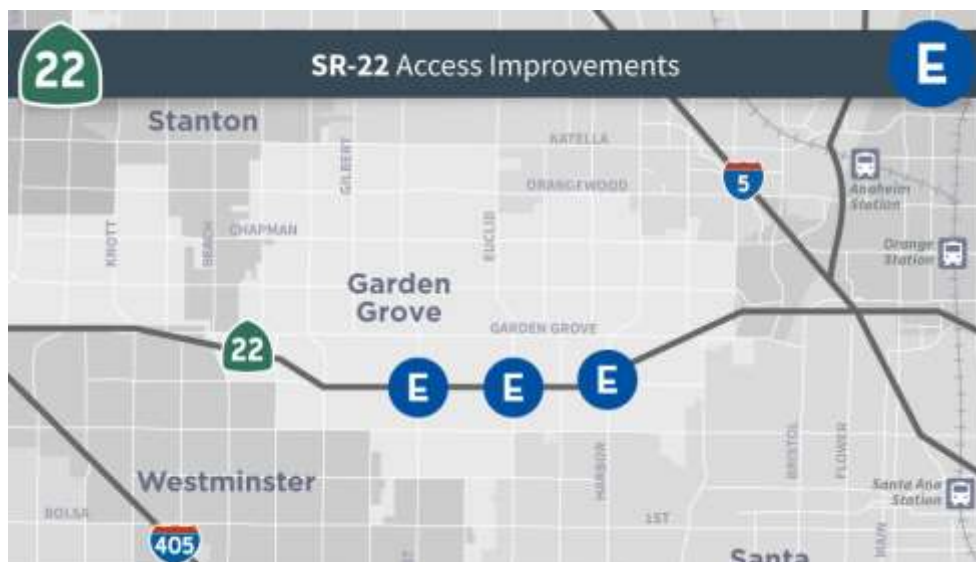 22
SR-22 Access Improvements
E
Stanton
KATELLA
GILBERT
ORANGEWOOD
5
Anaheim
Station
KNOTT
BEACH
CHAPMAN
EUCLID
Orange
Station
Garden
Grove
GARDEN GROVE
22
E
E
E
HARBOR
BRISTOL
FLOWER
Westminster
Santa Ana
Station
BOLSA
1ST
MAIN
405
Santa